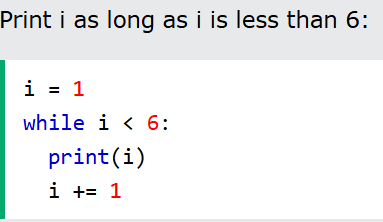 Print i as long as i is less than 6:
i = 1
while i < 6:
  print(i)
  i += 1